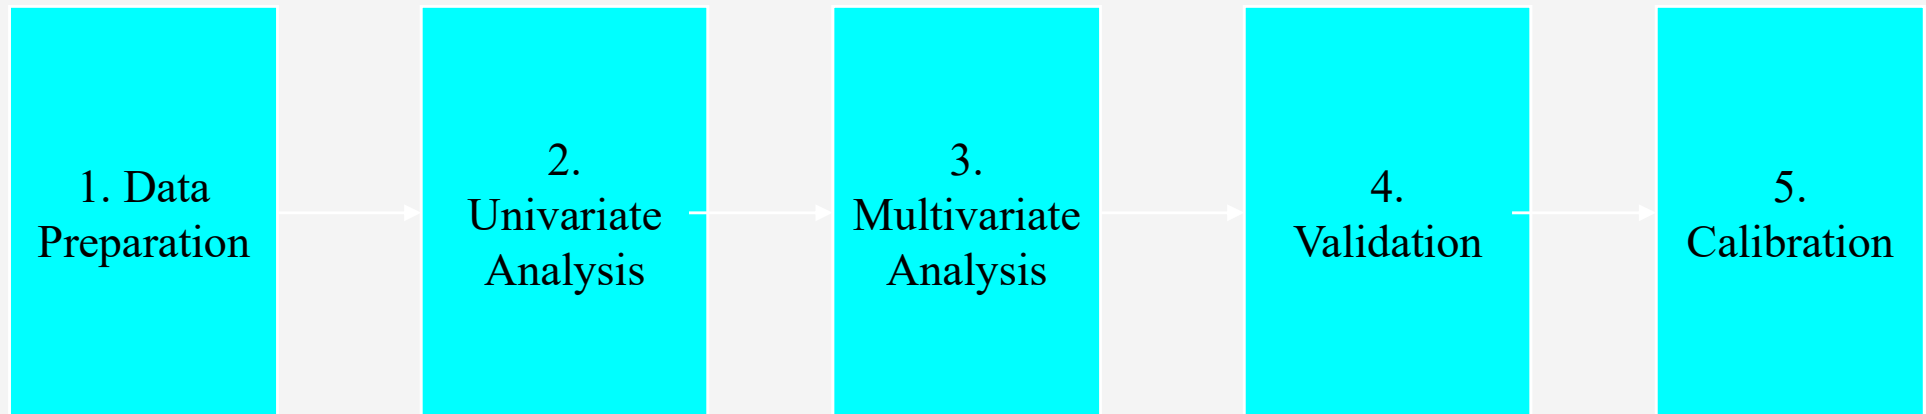 1. Data
Preparation
2.
Univariate
Analysis
3.
Multivariate
Analysis
4.
Validation
5.
Calibration